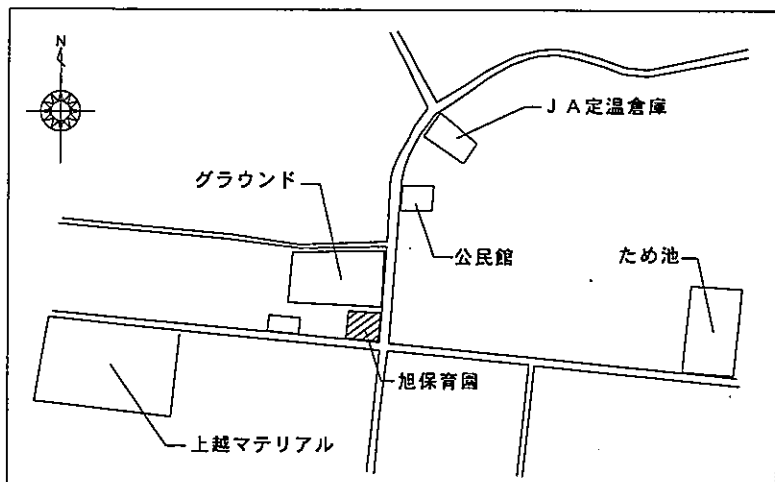 N
JA定温倉庫
グラウンド
公民館
ため池
旭保育園
上越マテリアル